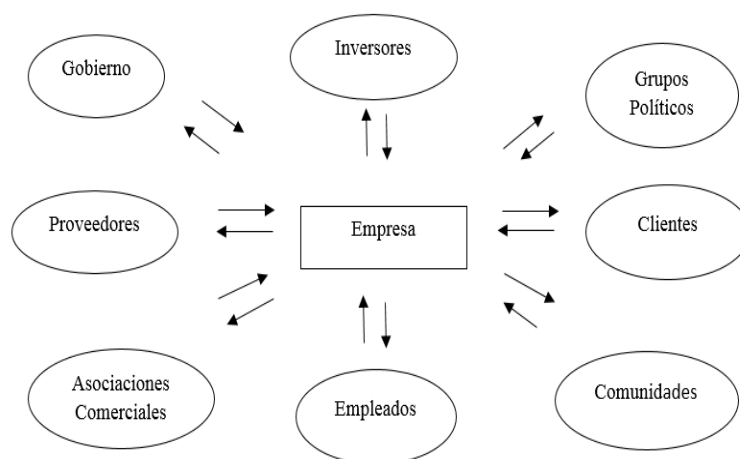 Gobierno
Inversores
Grupos
Políticos
Proveedores
Empresa
Clientes
Asociaciones
Comerciales
Empleados
Comunidades